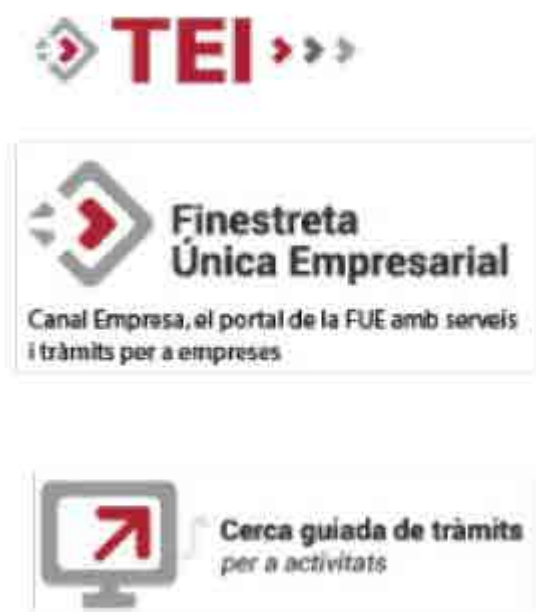 TEI
Finestreta
Única Empresarial
Canal Empresa, el portal de la FUE amb serveis
i tràmits per a empreses
Cerca guiada de tràmits
per a activitats